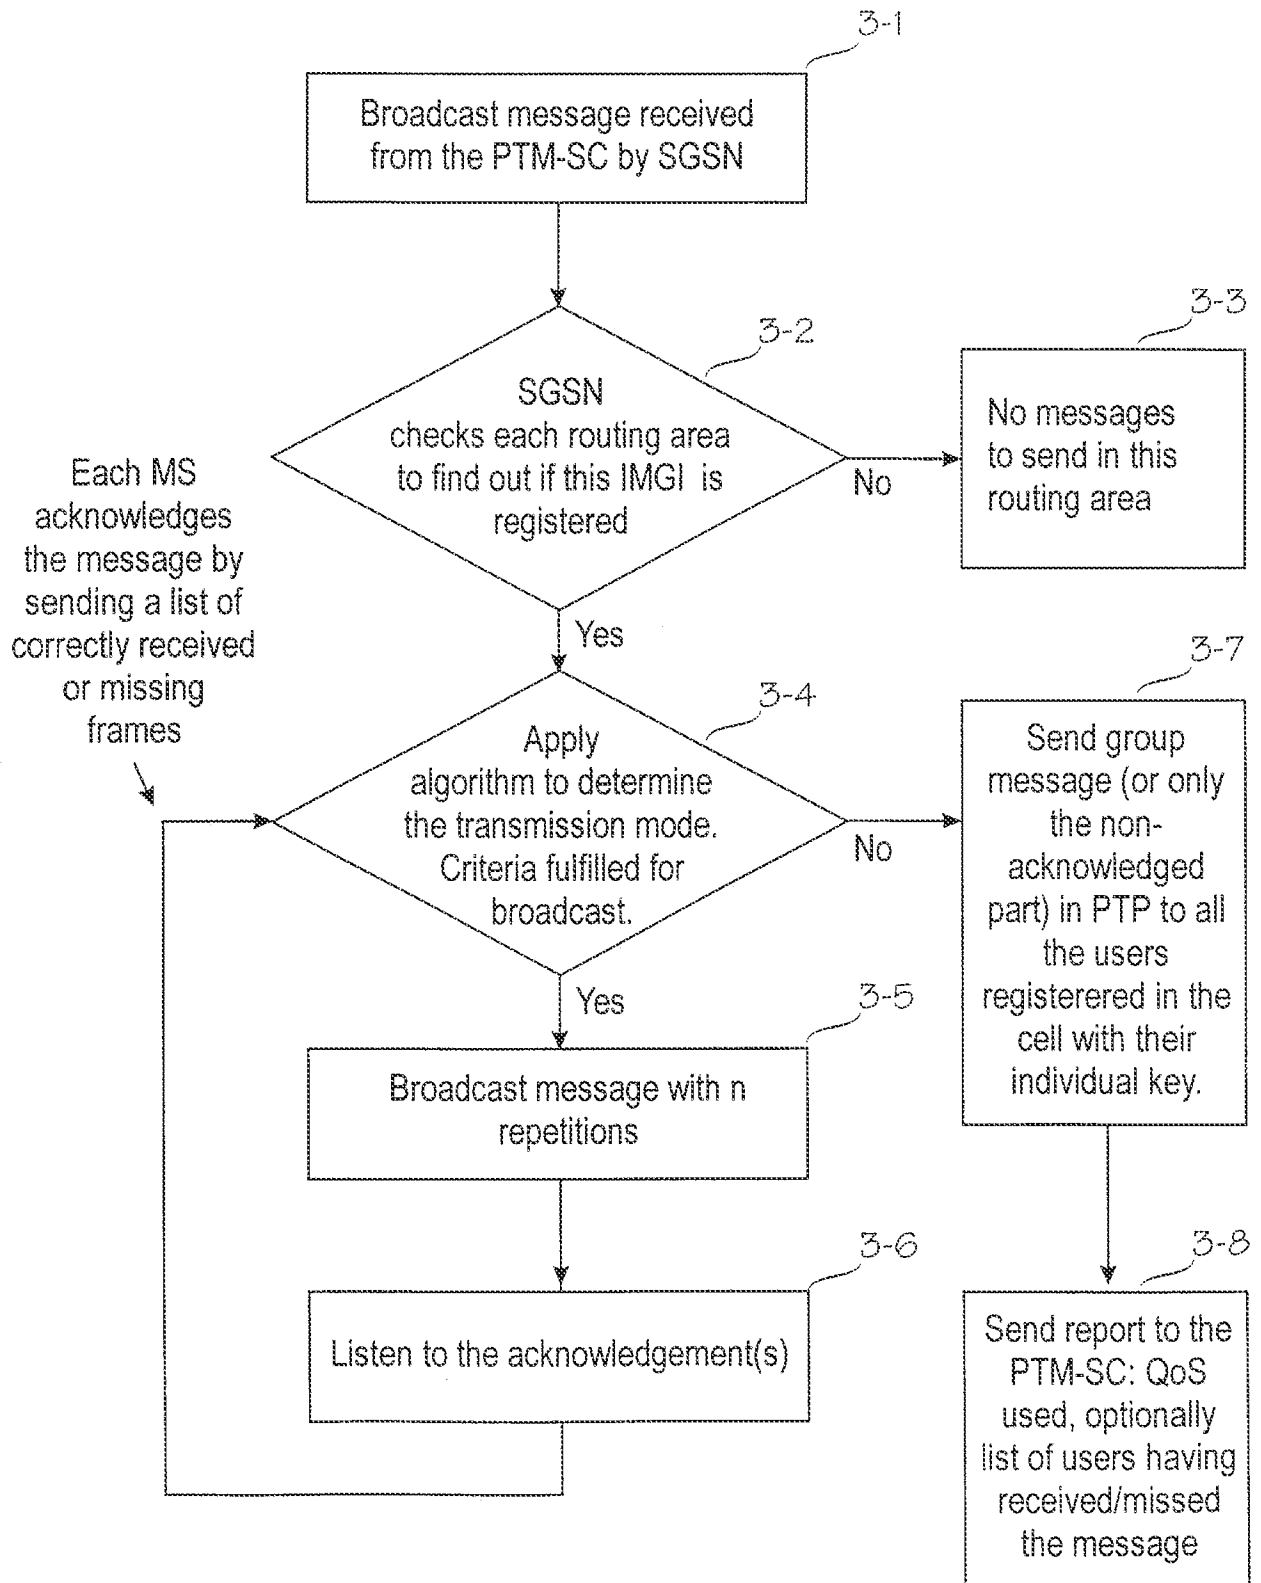 3-1
Broadcast message received
from the PTM-SC by SGSN
3-2
SGSN
checks each routing area
to find out if this IMGI is
registered
No
Yes
3-3
No messages
to send in this
routing area
Each MS
acknowledges
the message by
sending a list of
correctly received
or missing
frames
3-4
Apply
algorithm to determine
the transmission mode.
Criteria fulfilled for
broadcast.
No
Yes
3-7
Send group
message (or only
the non-
acknowledged
part) in PTP to all
the users
registerered in the
cell with their
individual key.
3-5
Broadcast message with n
repetitions
3-6
Listen to the acknowledgement(s)
3-8
Send report to the
PTM-SC: QoS
used, optionally
list of users having
received/missed
the message